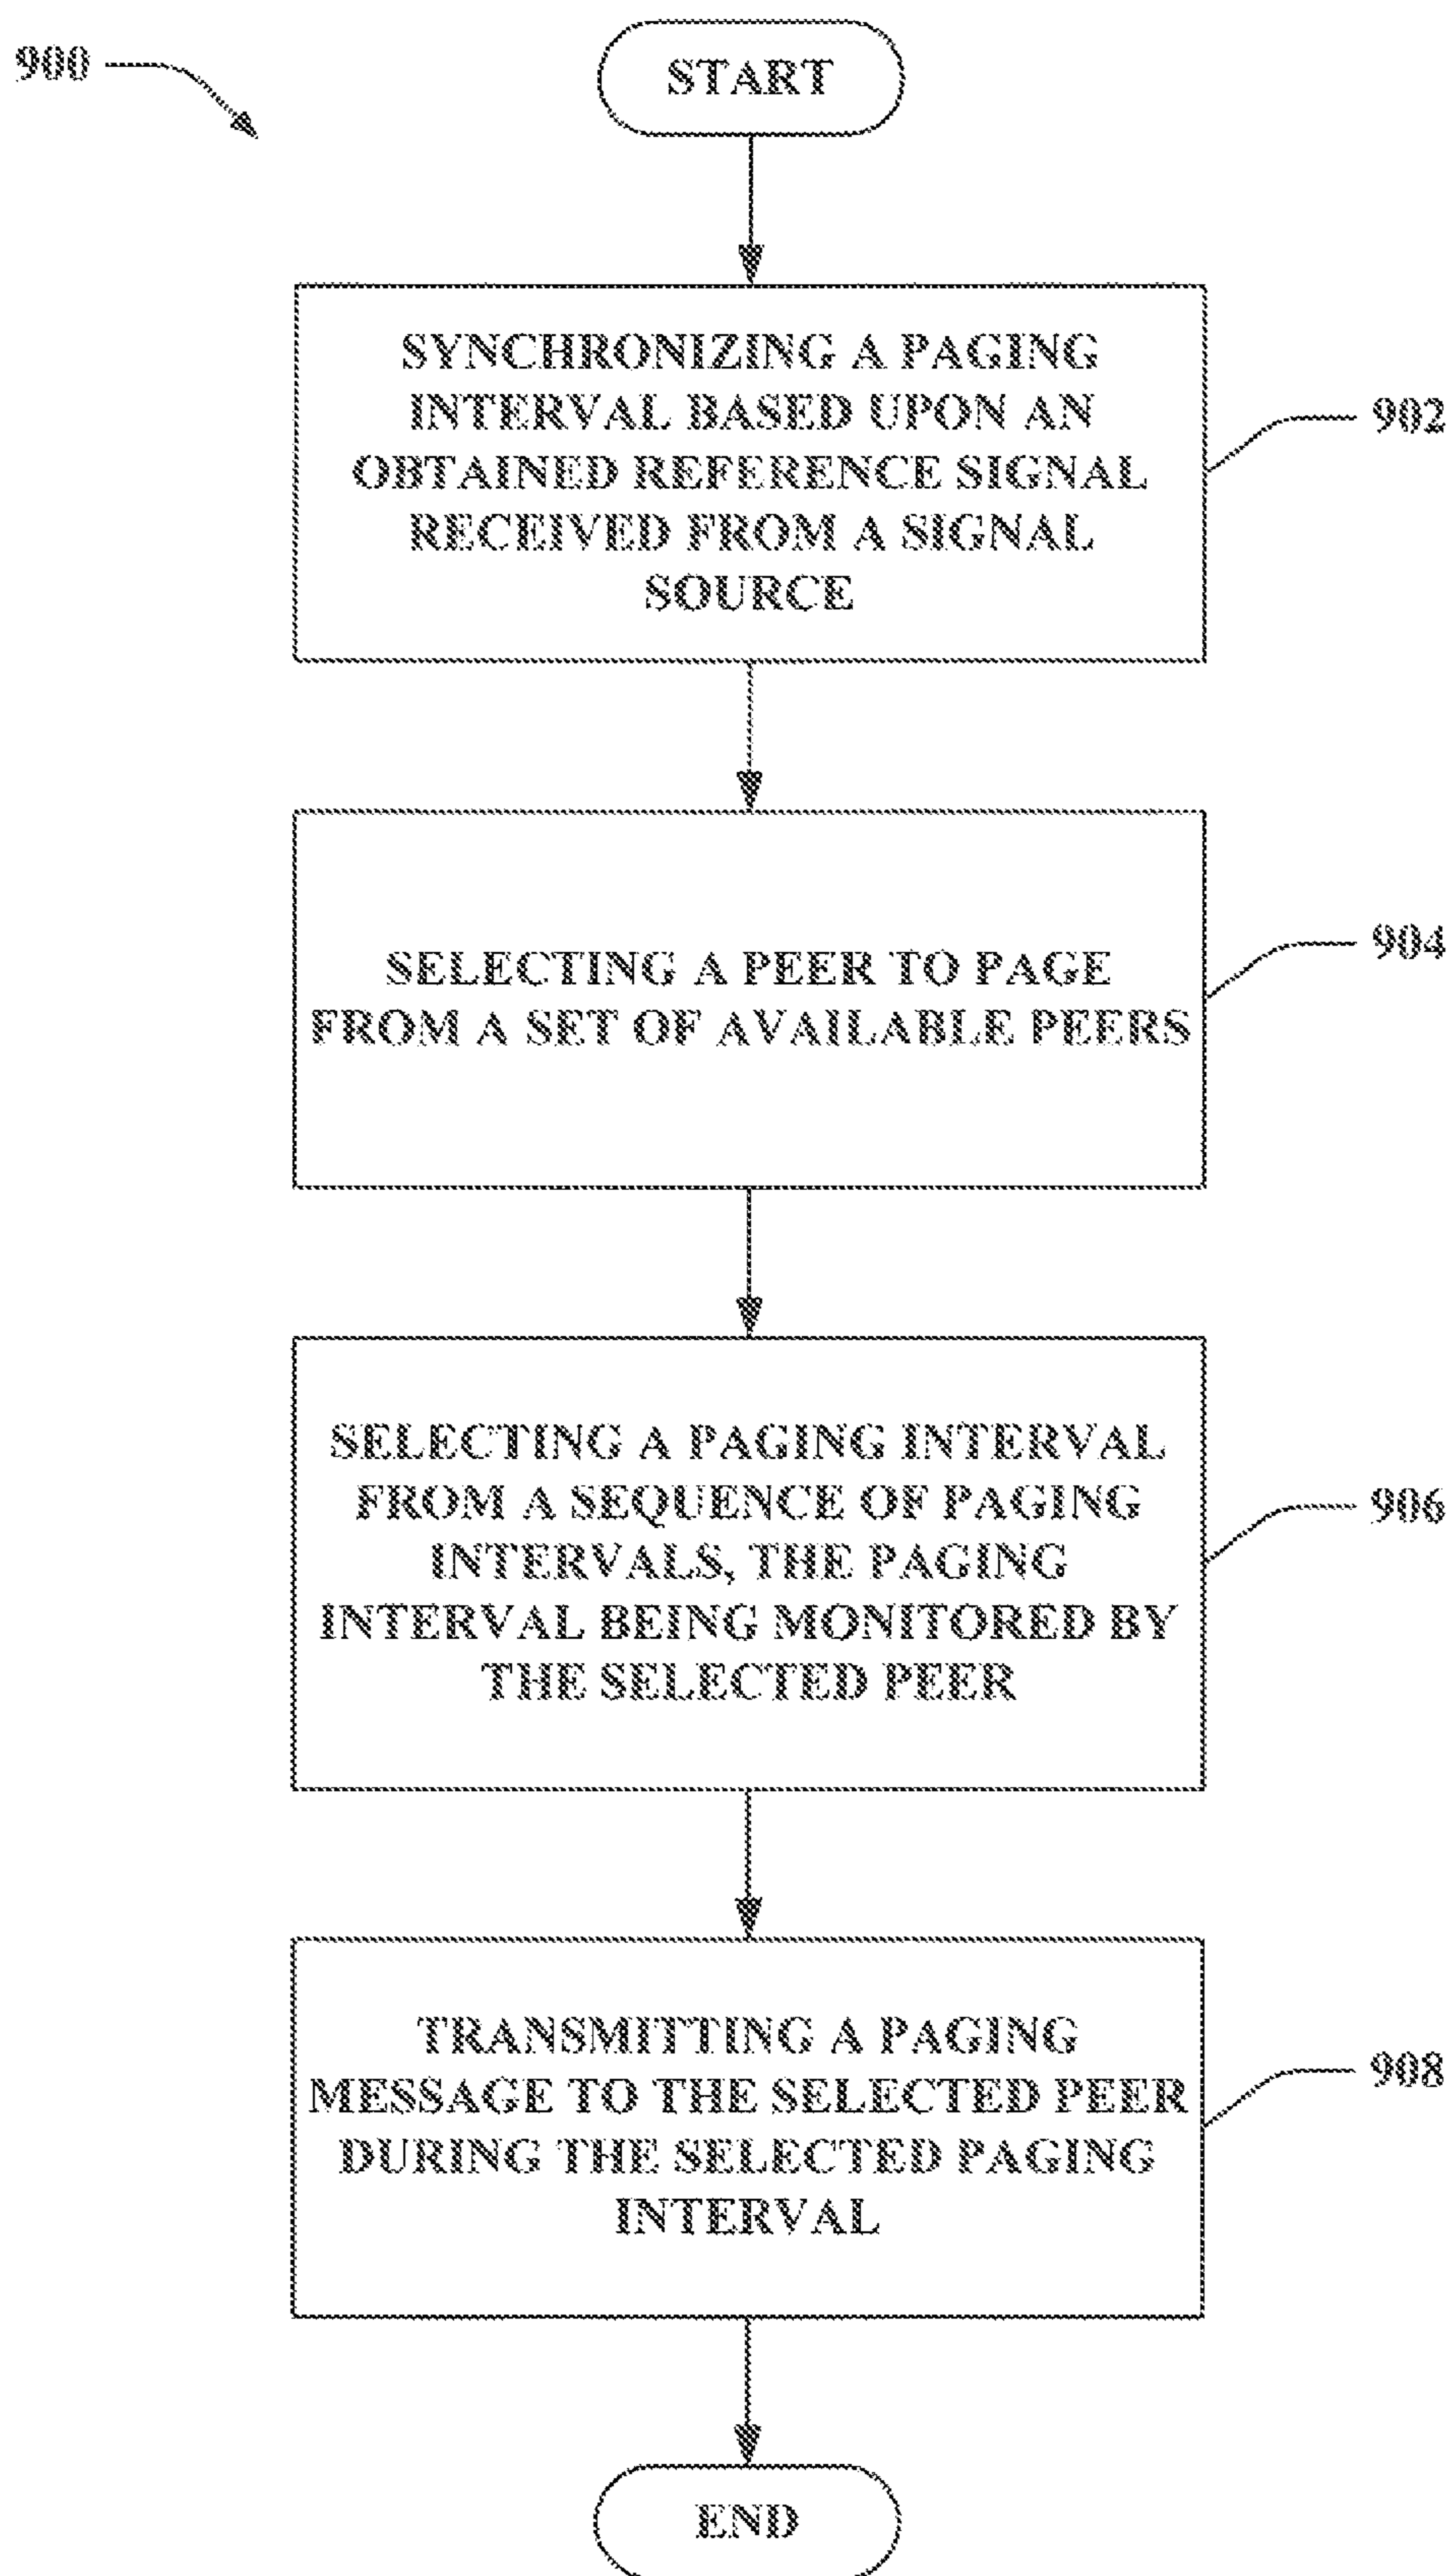 900
START
SYNCHRONIZING A PAGING
INTERVAL BASED UPON AN
OBTAINED REFERENCE SIGNAL
RECEIVED FROM A SIGNAL
SOURCE
902
SELECTING A PEER TO PAGE
FROM A SET OF AVAILABLE PEERS
904
SELECTING A PAGING INTERVAL
FROM A SEQUENCE OF PAGING
INTERVALS, THE PAGING
INTERVAL BEING MONITORED BY
THE SELECTED PEER
906
TRANSMITTING A PAGING
MESSAGE TO THE SELECTED PEER
DURING THE SELECTED PAGING
INTERVAL
908
END